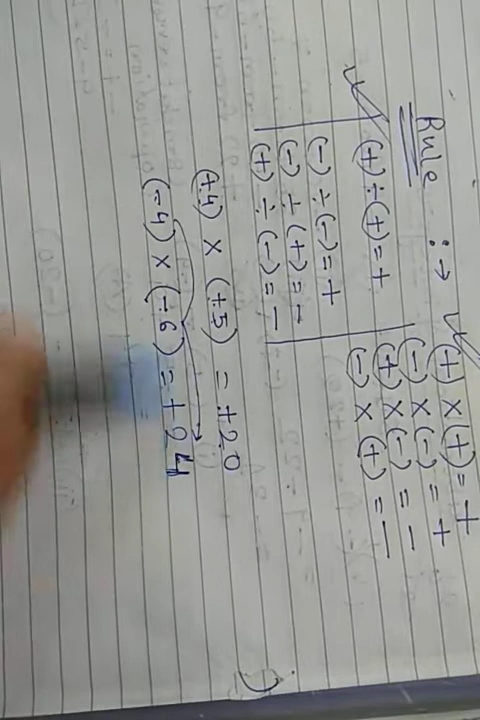 Rule :→
(+) × (+) = +
(-) × (-) = +
(+) × (-) = -
(-) × (+) = -
(+) ÷ (+) = +
(-) ÷ (-) = +
(-) ÷ (+) = -
(+) ÷ (-) = -
(+4) × (+5) = +20
(-4) × (-6) = +24